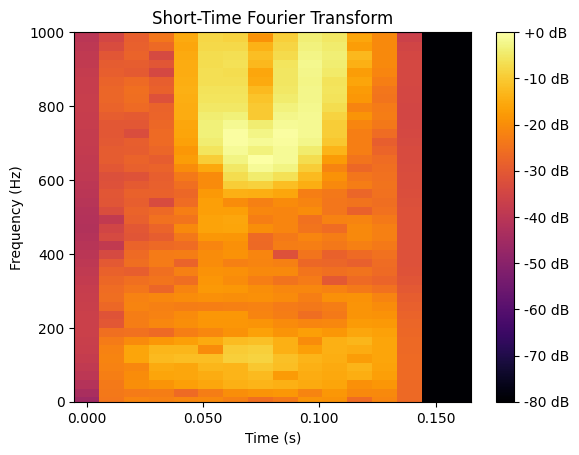 Short-Time Fourier Transform
1000
800
600
400
200
0
Frequency (Hz)
0.000
0.050
0.100
0.150
Time (s)
+0 dB
-10 dB
-20 dB
-30 dB
-40 dB
-50 dB
-60 dB
-70 dB
-80 dB